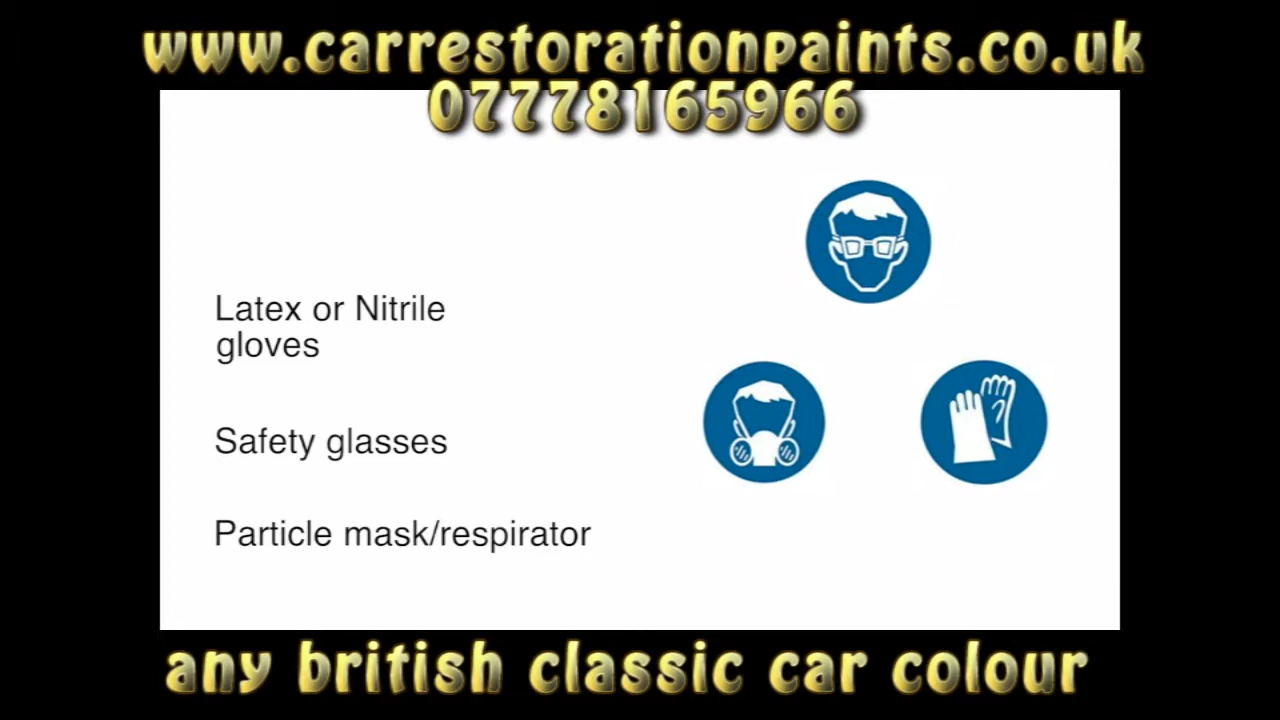 www.carrestorationpaints.co.uk
07778165966
Latex or Nitrile
gloves
Safety glasses
Particle mask/respirator
any british classic car colour